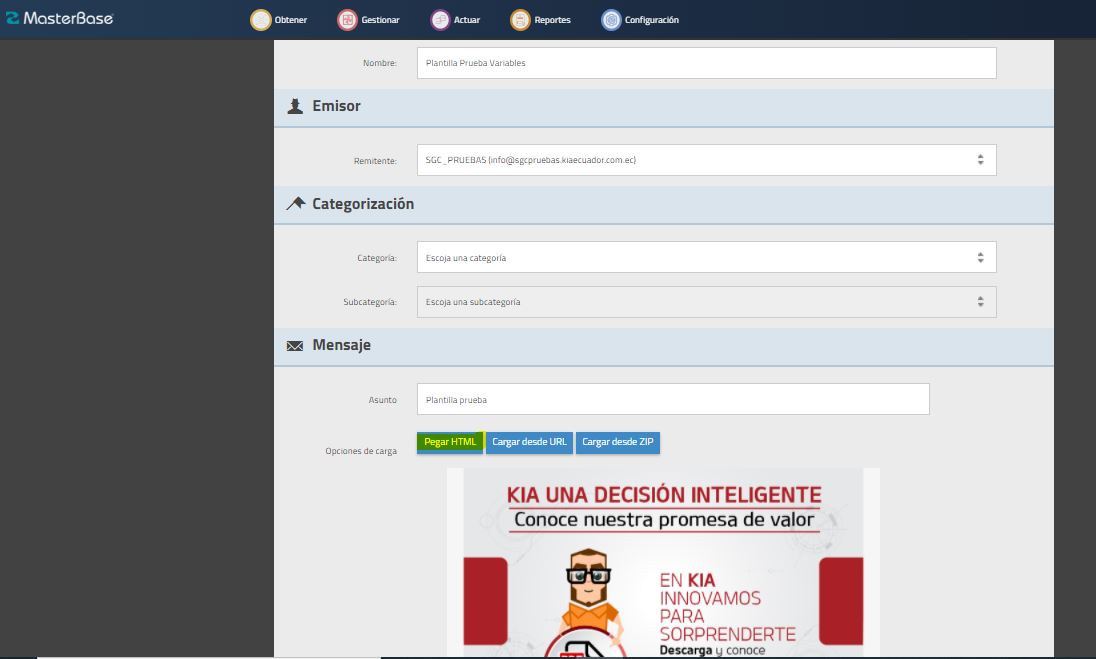 MasterBase®
Obtener Gestionar Actuar Reportes Configuración
Nombre: Plantilla Prueba Variables
Emisor
Remitente: SGC_PRUEBAS (info@sgcpruebas.kiaecuador.com.ec)
Categorización
Categoría: Escoja una categoría
Subcategoría: Escoja una subcategoría
Mensaje
Asunto Plantilla prueba
Opciones de carga Pegar HTML Cargar desde URL Cargar desde ZIP
KIA UNA DECISIÓN INTELIGENTE
Conoce nuestra promesa de valor
EN KIA
INNOVAMOS
PARA
SORPRENDERTE
Descarga y conoce